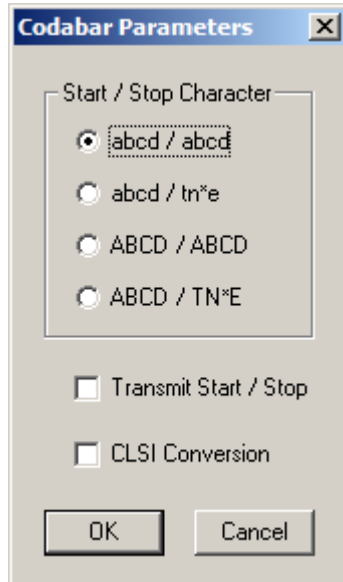 Codabar Parameters
Start / Stop Character
abcd / abcd
abcd / tn*e
ABCD / ABCD
ABCD / TN*E
Transmit Start / Stop
CLSI Conversion
OK Cancel